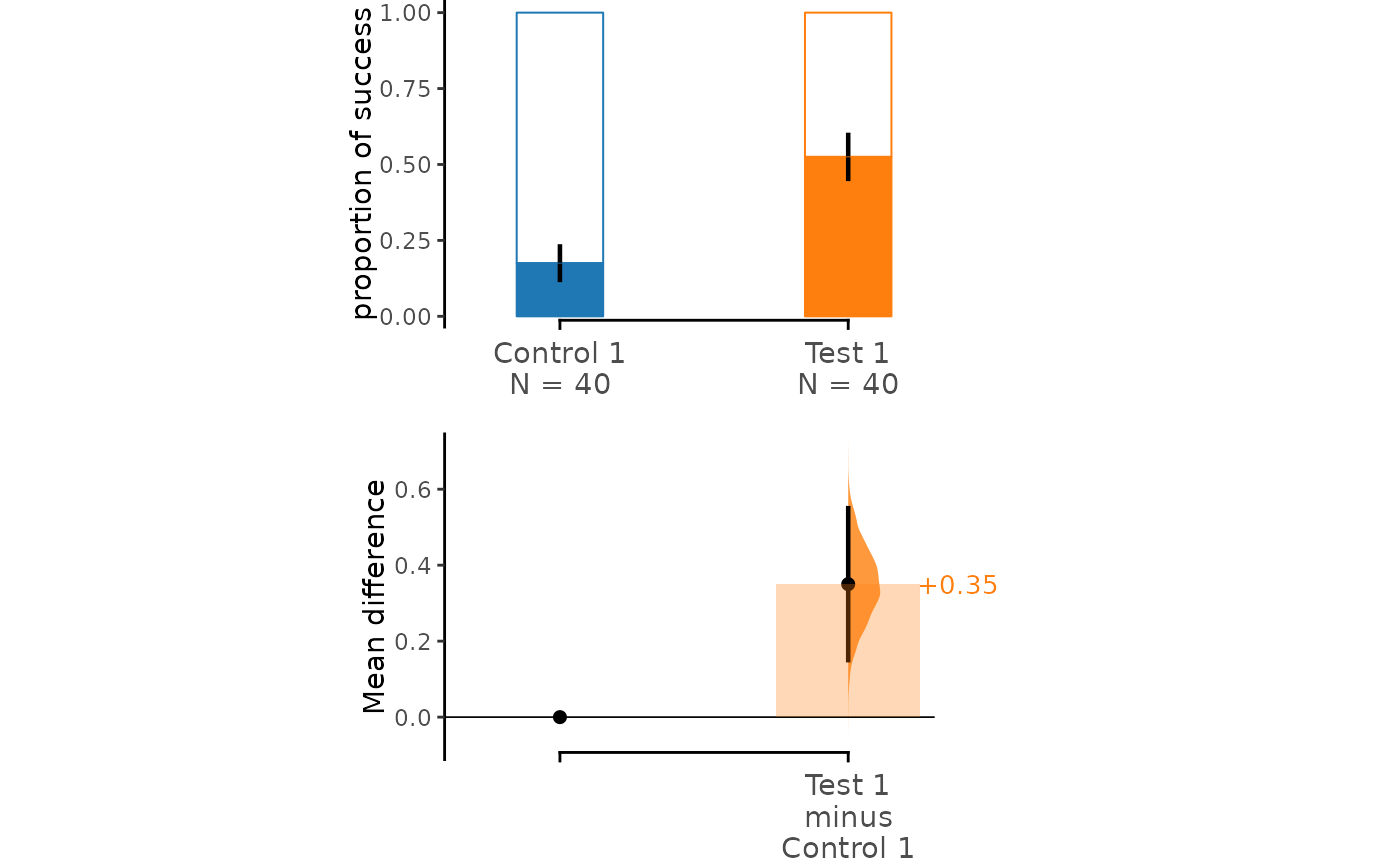 proportion of success
1.00
0.75
0.50
0.25
0.00
Control 1
N = 40
Test 1
N = 40
Mean difference
0.6
0.4
0.2
0.0
+0.35
Test 1
minus
Control 1